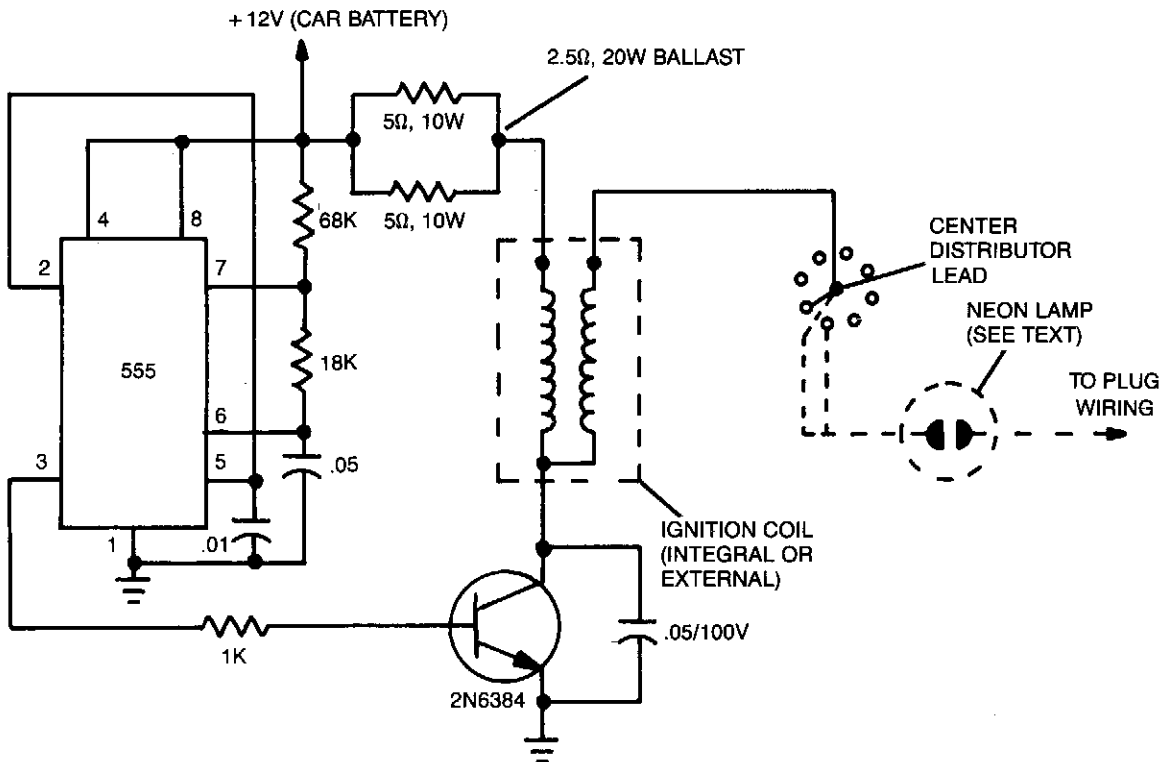 +12V (CAR BATTERY)
2.5Ω, 20W BALLAST
5Ω, 10W
5Ω, 10W
4
8
68K
2
7
555
18K
6
3
5
.05
1
.01
1K
2N6384
.05/100V
IGNITION COIL
(INTEGRAL OR
EXTERNAL)
CENTER
DISTRIBUTOR
LEAD
NEON LAMP
(SEE TEXT)
TO PLUG
WIRING